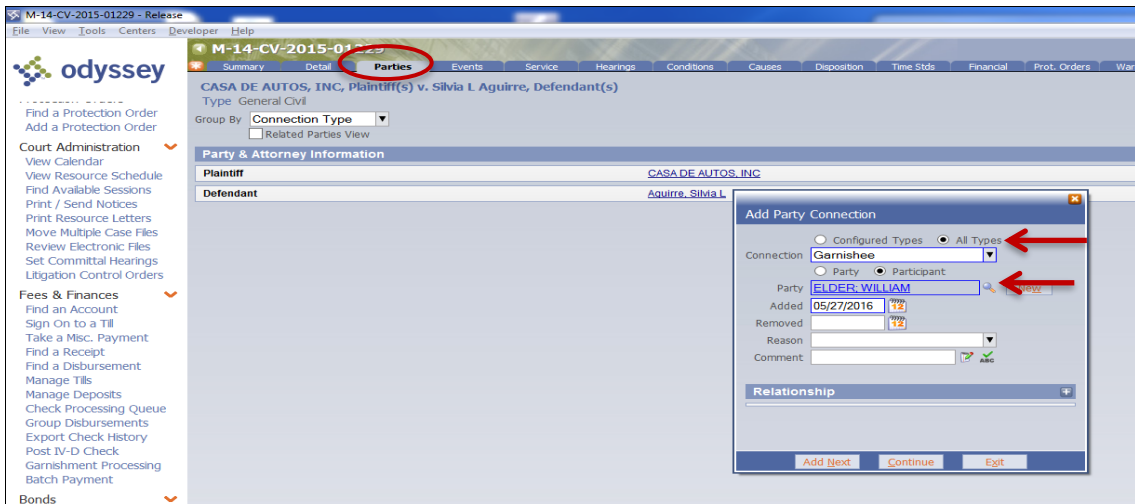 M-14-CV-2015-01229 - Release
File View Tools Centers Developer Help
odyssey
Find a Protection Order
Add a Protection Order
Court Administration
View Calendar
View Resource Schedule
Find Available Sessions
Print / Send Notices
Print Resource Letters
Move Multiple Case Files
Review Electronic Files
Set Committal Hearings
Litigation Control Orders
Fees & Finances
Find an Account
Sign On to a Till
Take a Misc. Payment
Find a Receipt
Find a Disbursement
Manage Tills
Manage Deposits
Check Processing Queue
Group Disbursements
Export Check History
Post IV-D Check
Garnishment Processing
Batch Payment
Bonds
M-14-CV-2015-01229
Summary Detail Parties Events Service Hearings Conditions Causes Disposition Time Stds Financial Prot. Orders War
CASA DE AUTOS, INC, Plaintiff(s) v. Silvia L Aguirre, Defendant(s)
Type General Civil
Group By Connection Type
Related Parties View
Party & Attorney Information
Plaintiff CASA DE AUTOS, INC
Defendant Aguirre, Silvia L
Add Party Connection
Configured Types All Types
Connection Garnishee
Party Participant
Party ELDER; WILLIAM New
Added 05/27/2016 12
Removed 12
Reason
Comment ABC
Relationship
Add Next Continue Exit